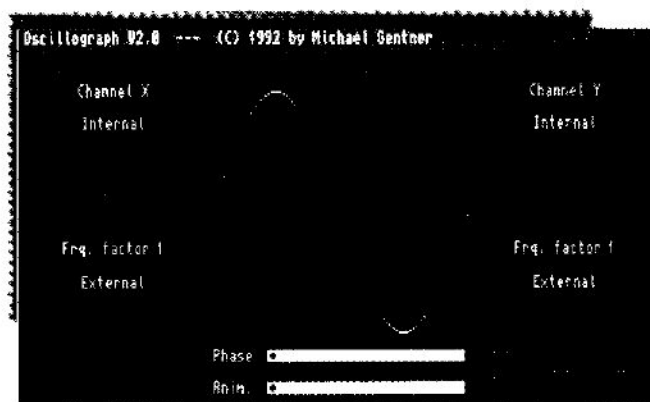 Oscillograph V2.0 --- (C) 1992 by Michael Gentner
Channel X
Channel Y
Internal
Internal
Frq. factor 1
Frq. factor 1
External
External
Phase
Anim.